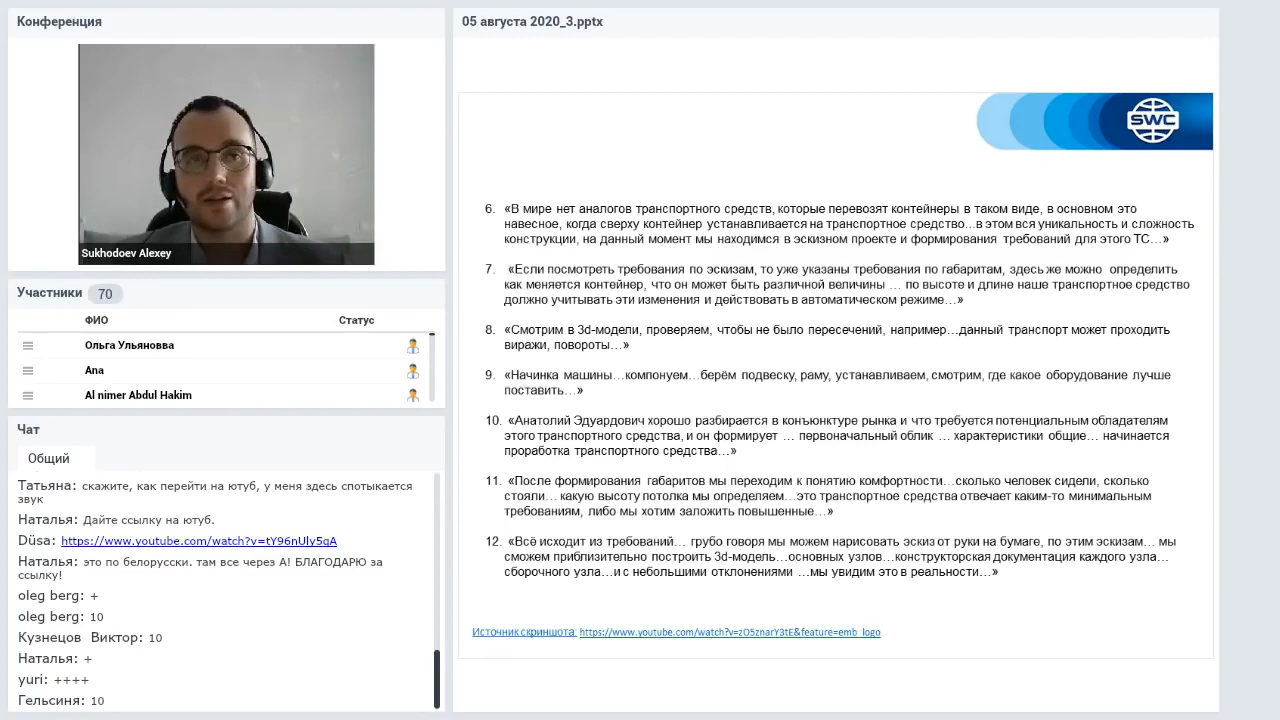 Конференция
Sukhodoev Alexey
Участники 70
ФИО Статус
Ольга Ульяновва
Ana
Al nimer Abdul Hakim
Чат
Общий
Татьяна: скажите, как перейти на ютуб, у меня здесь спотыкается
звук
Наталья: Дайте ссылку на ютуб.
Düsa: https://www.youtube.com/watch?v=tY96nUly5qA
Наталья: это по белорусски. там все через А! БЛАГОДАРЮ за
ссылку!
oleg berg: +
oleg berg: 10
Кузнецов Виктор: 10
Наталья: +
yuri: ++++
Гельсиня: 10
05 августа 2020_3.pptx
SWC
6. «В мире нет аналогов транспортного средств, которые перевозят контейнеры в таком виде, в основном это
навесное, когда сверху контейнер устанавливается на транспортное средство…в этом вся уникальность и сложность
конструкции, на данный момент мы находимся в эскизном проекте и формирования требований для этого ТС…»
7. «Если посмотреть требования по эскизам, то уже указаны требования по габаритам, здесь же можно определить
как меняется контейнер, что он может быть различной величины … по высоте и длине наше транспортное средство
должно учитывать эти изменения и действовать в автоматическом режиме…»
8. «Смотрим в 3d-модели, проверяем, чтобы не было пересечений, например…данный транспорт может проходить
виражи, повороты…»
9. «Начинка машины…компонуем…берём подвеску, раму, устанавливаем, смотрим, где какое оборудование лучше
поставить…»
10. «Анатолий Эдуардович хорошо разбирается в конъюнктуре рынка и что требуется потенциальным обладателям
этого транспортного средства, и он формирует … первоначальный облик … характеристики общие… начинается
проработка транспортного средства…»
11. «После формирования габаритов мы переходим к понятию комфортности…сколько человек сидели, сколько
стояли… какую высоту потолка мы определяем…это транспортное средства отвечает каким-то минимальным
требованиям, либо мы хотим заложить повышенные…»
12. «Всё исходит из требований… грубо говоря мы можем нарисовать эскиз от руки на бумаге, по этим эскизам… мы
сможем приблизительно построить 3d-модель…основных узлов…конструкторская документация каждого узла…
сборочного узла…и с небольшими отклонениями …мы увидим это в реальности…»
Источник скриншота: https://www.youtube.com/watch?v=zO5znarY3tE&feature=emb_logo